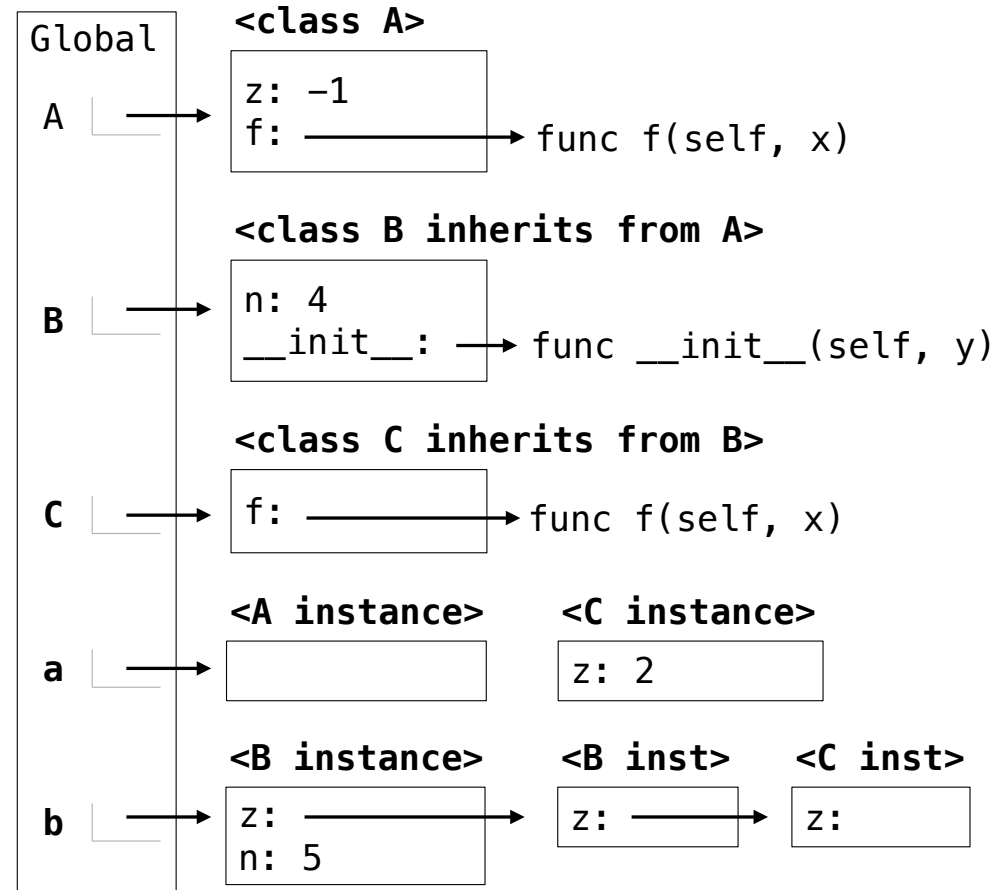 Global
<class A>
A
z: −1
f:
func f(self, x)
<class B inherits from A>
B
n: 4
__init__:
func __init__(self, y)
<class C inherits from B>
C
f:
func f(self, x)
<A instance>
<C instance>
a
z: 2
<B instance>
<B inst>
<C inst>
b
z:
n: 5
z:
z: